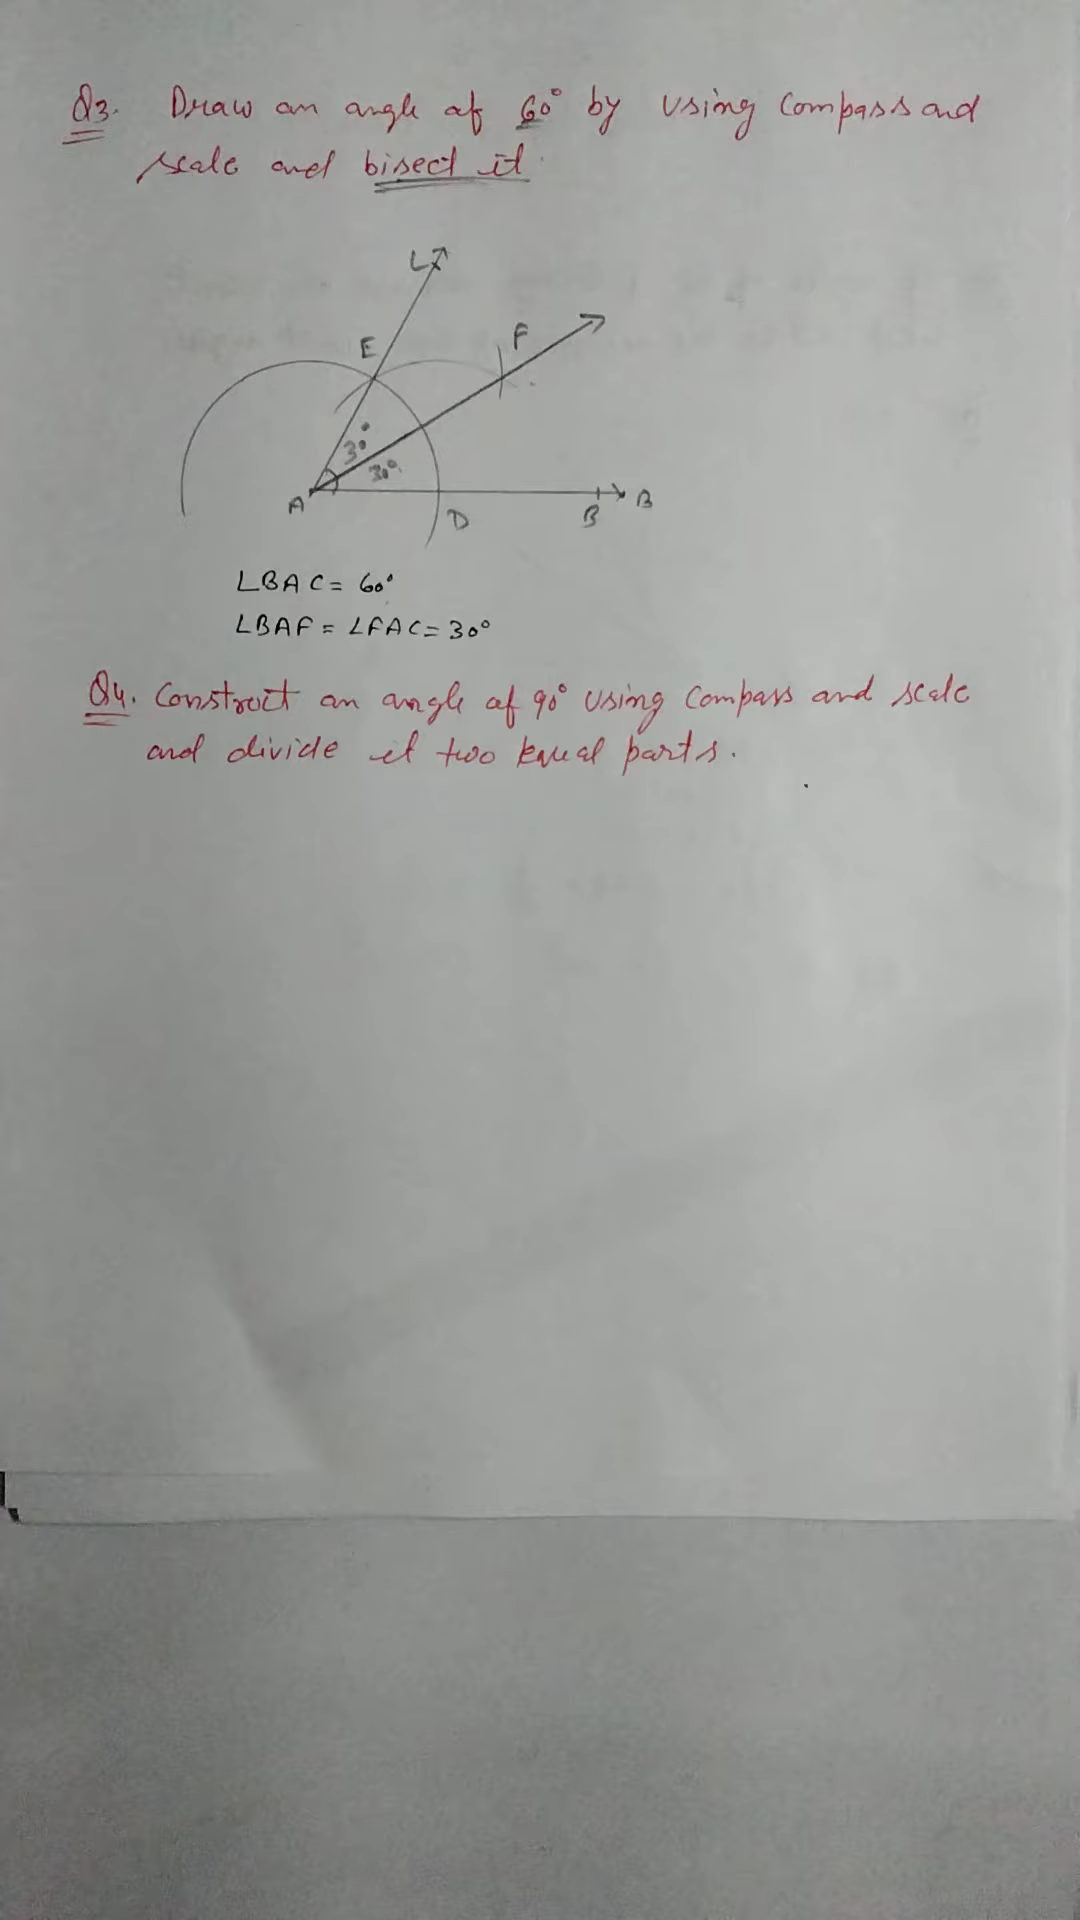 Q3. Draw an angle of 60° by using Compass and
scale and bisect it.
L
E
F
30°
30°
A
D
B
B
∠BAC = 60°
∠BAF = ∠FAC = 30°
Q4. Construct an angle of 90° using Compass and scale
and divide it two Equal parts.